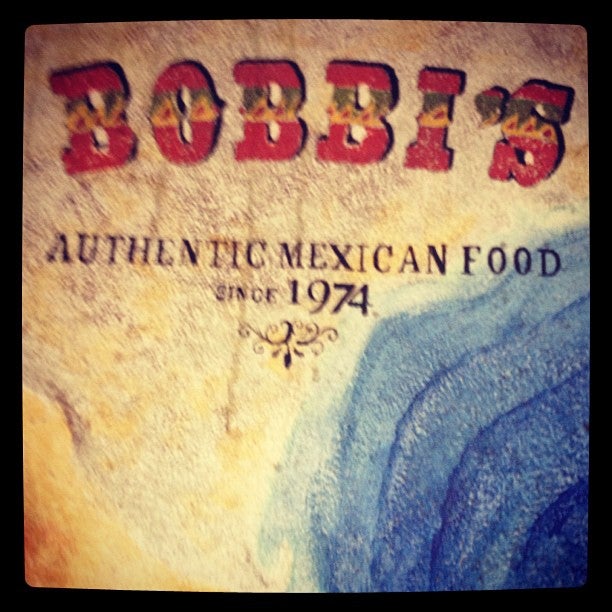 BOBBI'S
AUTHENTIC MEXICAN FOOD
SINCE 1974